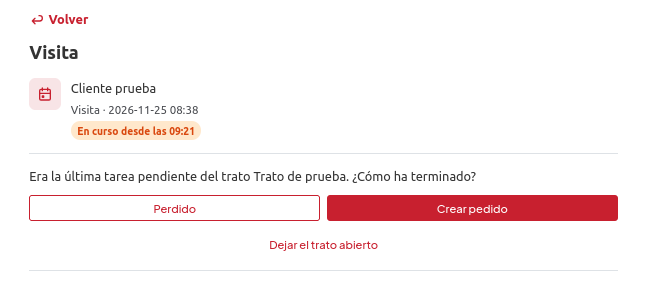 Volver
Visita
Cliente prueba
Visita · 2026-11-25 08:38
En curso desde las 09:21
Era la última tarea pendiente del trato Trato de prueba. ¿Cómo ha terminado?
Perdido
Crear pedido
Dejar el trato abierto